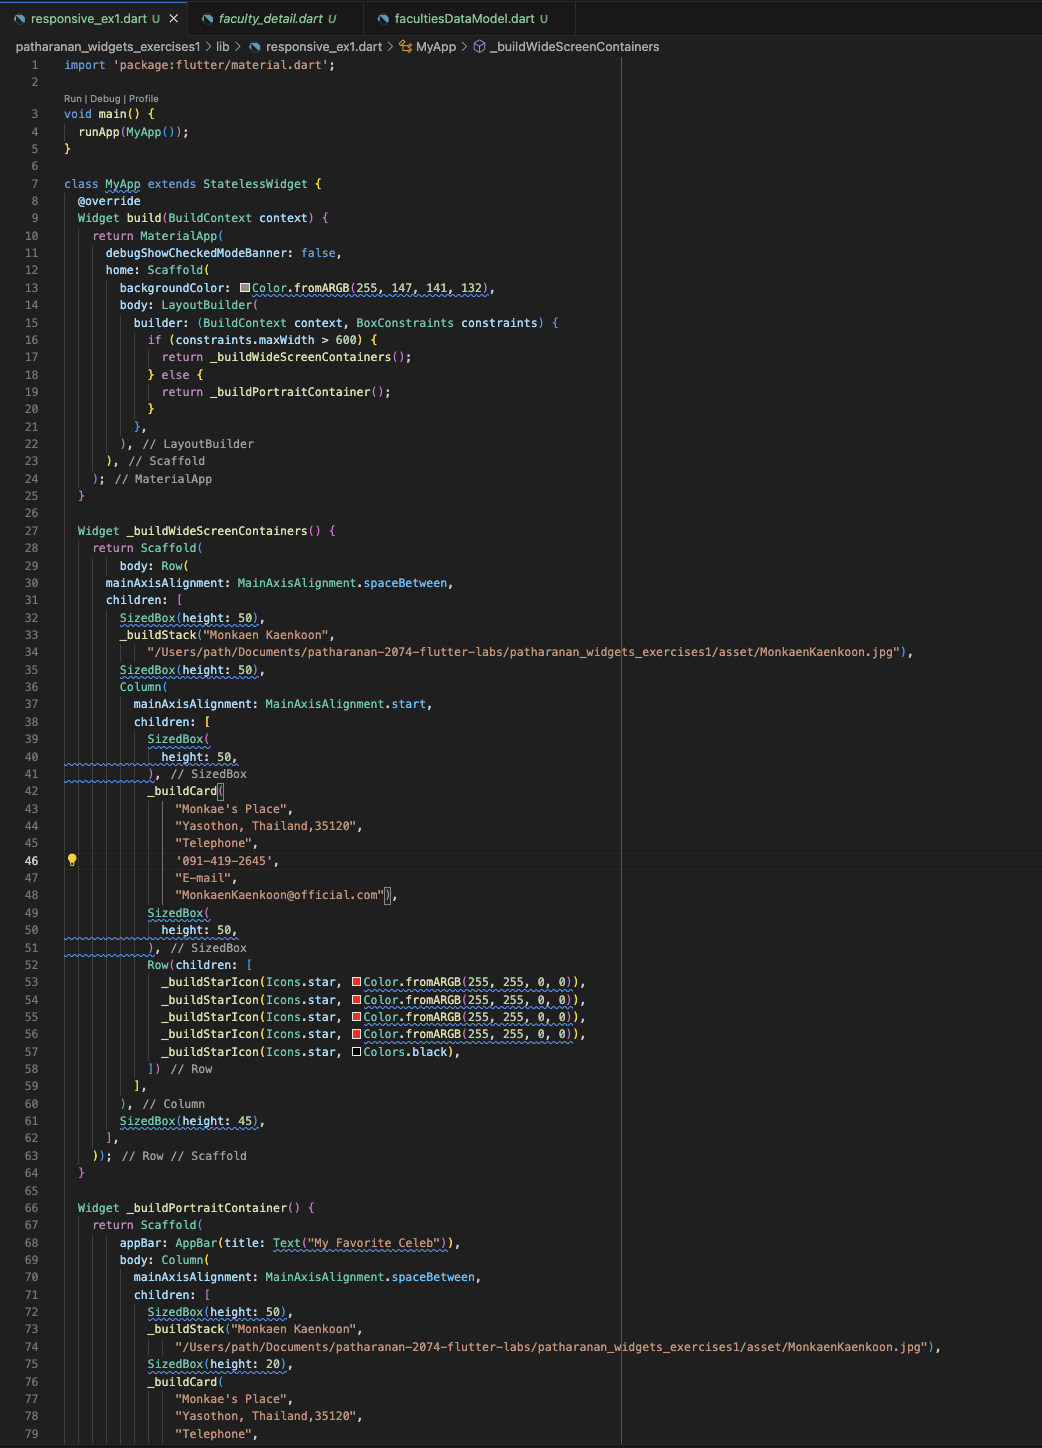 responsive_ex1.dart U ×
faculty_detail.dart U
facultiesDataModel.dart U
patharanan_widgets_exercises1 > lib > responsive_ex1.dart > MyApp > _buildWideScreenContainers
1 import 'package:flutter/material.dart';
2
Run | Debug | Profile
3 void main() {
4 runApp(MyApp());
5 }
6
7 class MyApp extends StatelessWidget {
8 @override
9 Widget build(BuildContext context) {
10 return MaterialApp(
11 debugShowCheckedModeBanner: false,
12 home: Scaffold(
13 backgroundColor: Color.fromARGB(255, 147, 141, 132),
14 body: LayoutBuilder(
15 builder: (BuildContext context, BoxConstraints constraints) {
16 if (constraints.maxWidth > 600) {
17 return _buildWideScreenContainers();
18 } else {
19 return _buildPortraitContainer();
20 }
21 },
22 ), // LayoutBuilder
23 ), // Scaffold
24 ); // MaterialApp
25 }
26
27 Widget _buildWideScreenContainers() {
28 return Scaffold(
29 body: Row(
30 mainAxisAlignment: MainAxisAlignment.spaceBetween,
31 children: [
32 SizedBox(height: 50),
33 _buildStack("Monkaen Kaenkoon",
34 "/Users/path/Documents/patharanan-2074-flutter-labs/patharanan_widgets_exercises1/asset/MonkaenKaenkoon.jpg"),
35 SizedBox(height: 50),
36 Column(
37 mainAxisAlignment: MainAxisAlignment.start,
38 children: [
39 SizedBox(
40 height: 50,
41 ), // SizedBox
42 _buildCard(
43 "Monkae's Place",
44 "Yasothon, Thailand,35120",
45 "Telephone",
46 '091-419-2645',
47 "E-mail",
48 "MonkaenKaenkoon@official.com"),
49 SizedBox(
50 height: 50,
51 ), // SizedBox
52 Row(children: [
53 _buildStarIcon(Icons.star, Color.fromARGB(255, 255, 0, 0)),
54 _buildStarIcon(Icons.star, Color.fromARGB(255, 255, 0, 0)),
55 _buildStarIcon(Icons.star, Color.fromARGB(255, 255, 0, 0)),
56 _buildStarIcon(Icons.star, Color.fromARGB(255, 255, 0, 0)),
57 _buildStarIcon(Icons.star, Colors.black),
58 ]) // Row
59 ],
60 ), // Column
61 SizedBox(height: 45),
62 ],
63 )); // Row // Scaffold
64 }
65
66 Widget _buildPortraitContainer() {
67 return Scaffold(
68 appBar: AppBar(title: Text("My Favorite Celeb")),
69 body: Column(
70 mainAxisAlignment: MainAxisAlignment.spaceBetween,
71 children: [
72 SizedBox(height: 50),
73 _buildStack("Monkaen Kaenkoon",
74 "/Users/path/Documents/patharanan-2074-flutter-labs/patharanan_widgets_exercises1/asset/MonkaenKaenkoon.jpg"),
75 SizedBox(height: 20),
76 _buildCard(
77 "Monkae's Place",
78 "Yasothon, Thailand,35120",
79 "Telephone",